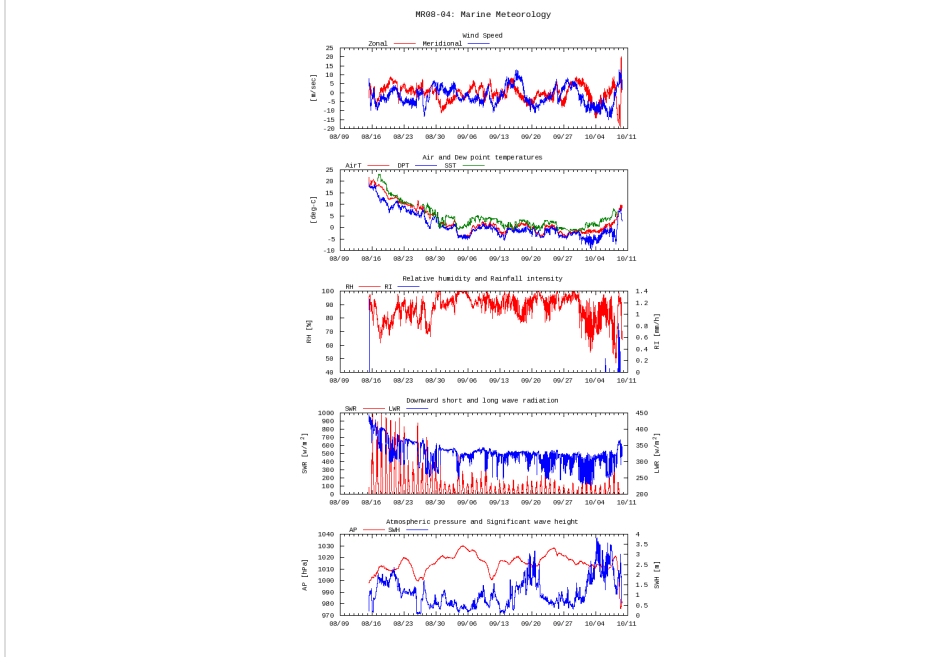 MR08-04: Marine Meteorology
Wind Speed
Zonal Meridional
25
20
15
10
5
0
-5
-10
-15
-20
[m/sec]
08/09 08/16 08/23 08/30 09/06 09/13 09/20 09/27 10/04 10/11
Air and Dew point temperatures
AirT DPT SST
25
20
15
10
5
0
-5
-10
[deg-C]
08/09 08/16 08/23 08/30 09/06 09/13 09/20 09/27 10/04 10/11
Relative humidity and Rainfall intensity
RH RI
100
90
80
70
60
50
40
RH [%]
1.4
1.2
1
0.8
0.6
0.4
0.2
0
RI [mm/h]
08/09 08/16 08/23 08/30 09/06 09/13 09/20 09/27 10/04 10/11
Downward short and long wave radiation
SWR LWR
1000
900
800
700
600
500
400
300
200
100
0
SWR [w/m²]
450
400
350
300
250
200
LWR [w/m²]
08/09 08/16 08/23 08/30 09/06 09/13 09/20 09/27 10/04 10/11
Atmospheric pressure and Significant wave height
AP SWH
1040
1030
1020
1010
1000
990
980
970
AP [hPa]
4
3.5
3
2.5
2
1.5
1
0.5
0
SWH [m]
08/09 08/16 08/23 08/30 09/06 09/13 09/20 09/27 10/04 10/11